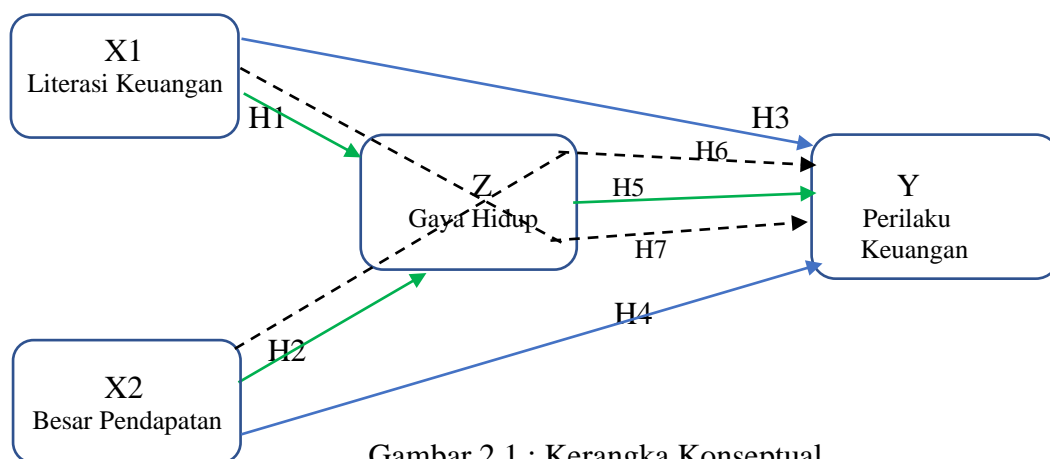 X1
Literasi Keuangan
H1
H3
H6
Z
Gaya Hidup
H5
Y
Perilaku
Keuangan
H7
H4
H2
X2
Besar Pendapatan
Gambar 2.1 : Kerangka Konseptual